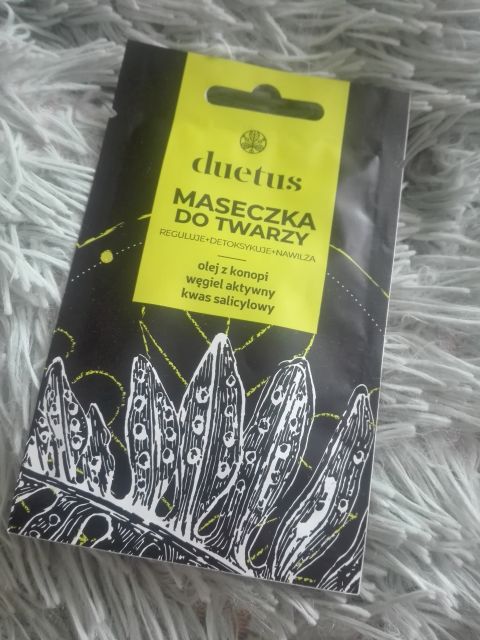 duetus
MASECZKA
DO TWARZY
REGULUJE+DETOKSYKUJE+NAWILŻA
olej z konopi
węgiel aktywny
kwas salicylowy